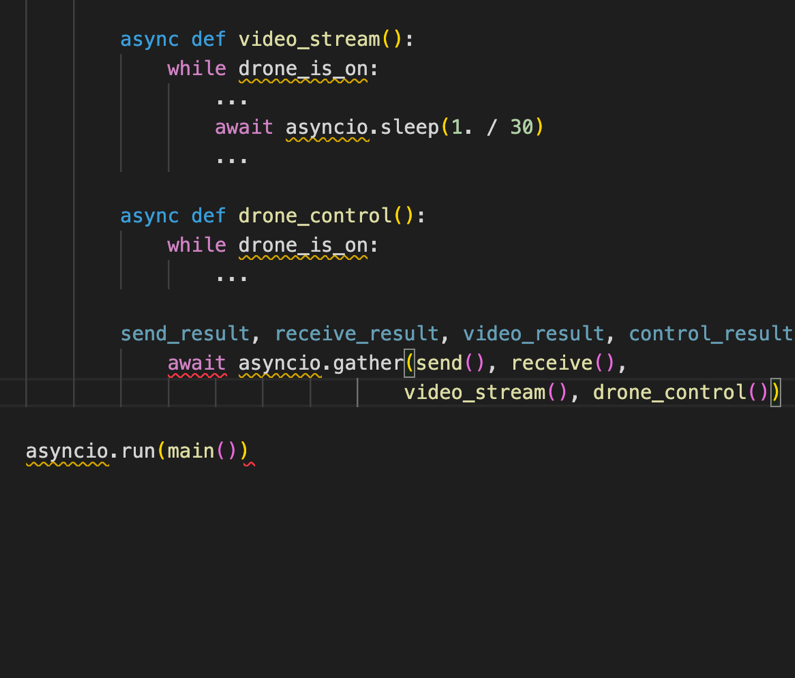 async def video_stream():
while drone_is_on:
...
await asyncio.sleep(1. / 30)
...
async def drone_control():
while drone_is_on:
...
send_result, receive_result, video_result, control_result
await asyncio.gather(send(), receive(),
video_stream(), drone_control())
asyncio.run(main())